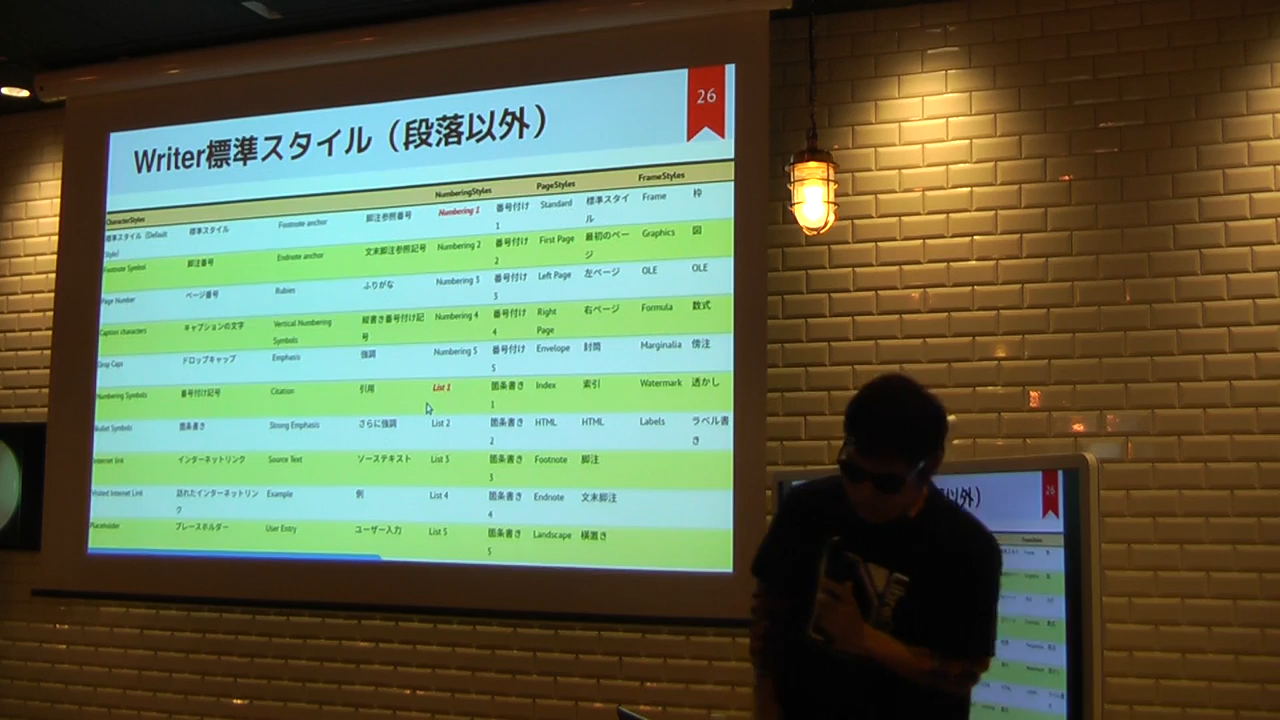 26
Writer標準スタイル（段落以外）
CharacterStyles NumberingStyles PageStyles FrameStyles
標準スタイル (Default Style) 標準スタイル Footnote anchor 脚注参照番号 Numbering 1 番号付け 1 Standard 標準スタイル Frame 枠
Footnote Symbol 脚注番号 Endnote anchor 文末脚注参照記号 Numbering 2 番号付け 2 First Page 最初のページ Graphics 図
Page Number ページ番号 Rubies ふりがな Numbering 3 番号付け 3 Left Page 左ページ OLE OLE
Caption characters キャプションの文字 Vertical Numbering Symbols 縦書き番号付け記号 Numbering 4 番号付け 4 Right Page 右ページ Formula 数式
Drop Caps ドロップキャップ Emphasis 強調 Numbering 5 番号付け 5 Envelope 封筒 Marginalia 傍注
Numbering Symbols 番号付け記号 Citation 引用 List 1 箇条書き 1 Index 索引 Watermark 透かし
Bullet Symbols 箇条書き Strong Emphasis さらに強調 List 2 箇条書き 2 HTML HTML Labels ラベル書き
Internet link インターネットリンク Source Text ソーステキスト List 3 箇条書き 3 Footnote 脚注
Visited Internet Link 訪れたインターネットリンク Example 例 List 4 箇条書き 4 Endnote 文末脚注
Placeholder プレースホルダー User Entry ユーザー入力 List 5 箇条書き 5 Landscape 横置き
以外）
26